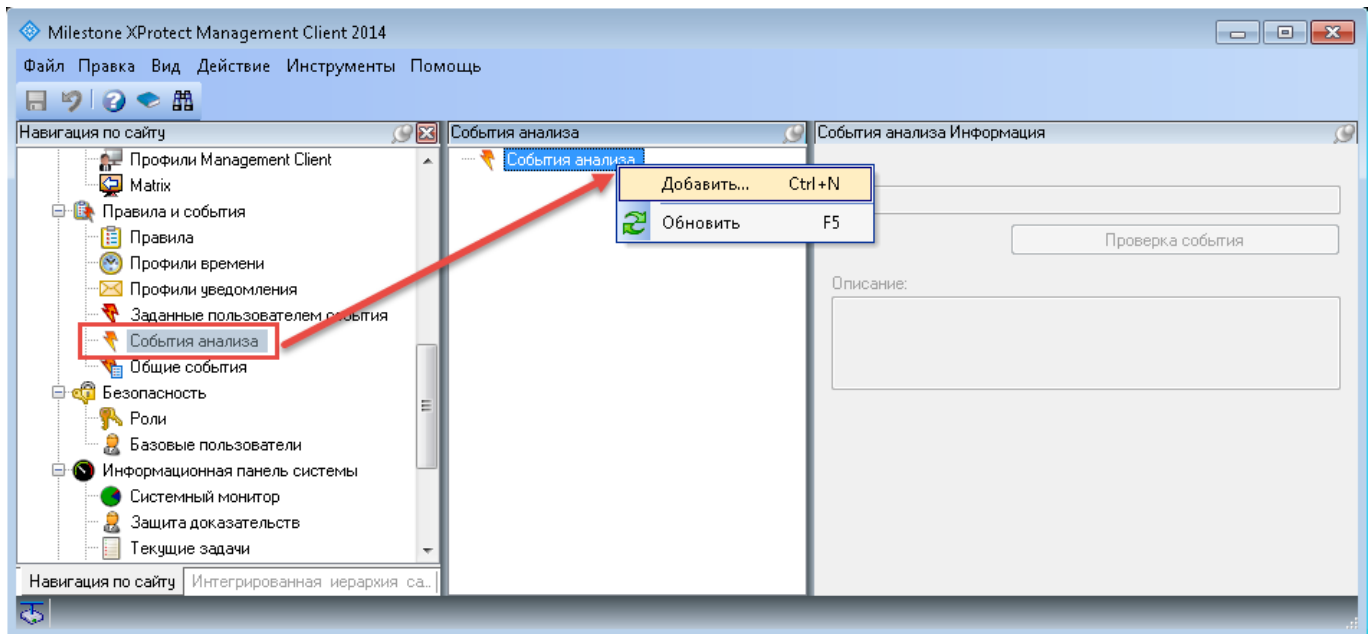 Milestone XProtect Management Client 2014
Файл Правка Вид Действие Инструменты Помощь
Навигация по сайту
Профили Management Client
Matrix
Правила и события
Правила
Профили времени
Профили уведомления
Заданные пользователем события
События анализа
Общие события
Безопасность
Роли
Базовые пользователи
Информационная панель системы
Системный монитор
Защита доказательств
Текущие задачи
Навигация по сайту Интегрированная иерархия са...
События анализа
События анализа
Добавить... Ctrl+N
Обновить F5
События анализа Информация
Проверка события
Описание: